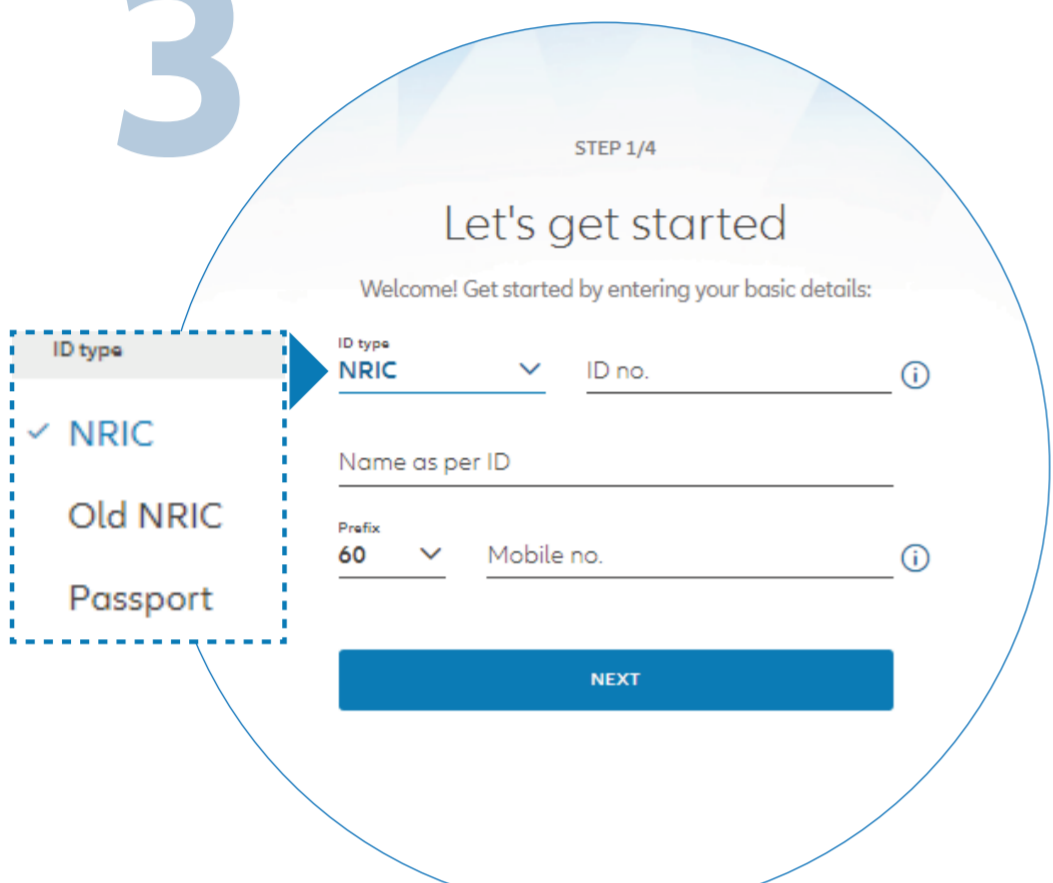 3
STEP 1/4
Let's get started
Welcome! Get started by entering your basic details:
ID type
NRIC
Old NRIC
Passport
ID type
NRIC ID no.
Name as per ID
Prefix
60 Mobile no.
NEXT